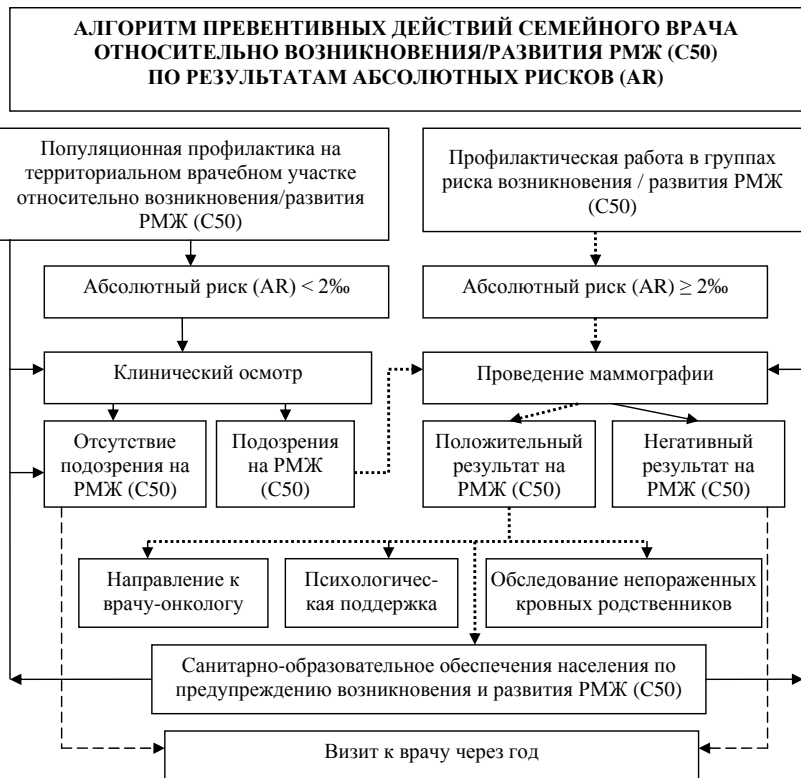 АЛГОРИТМ ПРЕВЕНТИВНЫХ ДЕЙСТВИЙ СЕМЕЙНОГО ВРАЧА
ОТНОСИТЕЛЬНО ВОЗНИКНОВЕНИЯ/РАЗВИТИЯ РМЖ (С50)
ПО РЕЗУЛЬТАТАМ АБСОЛЮТНЫХ РИСКОВ (AR)
Популяционная профилактика на
территориальном врачебном участке
относительно возникновения/развития
РМЖ (С50)
Профилактическая работа в группах
риска возникновения / развития РМЖ
(С50)
Абсолютный риск (AR) < 2‰
Абсолютный риск (AR) ≥ 2‰
Клинический осмотр
Проведение маммографии
Отсутствие
подозрения на
РМЖ (С50)
Подозрения
на РМЖ
(С50)
Положительный
результат на
РМЖ (С50)
Негативный
результат на
РМЖ (С50)
Направление к
врачу-онкологу
Психологичес-
кая поддержка
Обследование непораженных
кровных родственников
Санитарно-образовательное обеспечения населения по
предупреждению возникновения и развития РМЖ (С50)
Визит к врачу через год